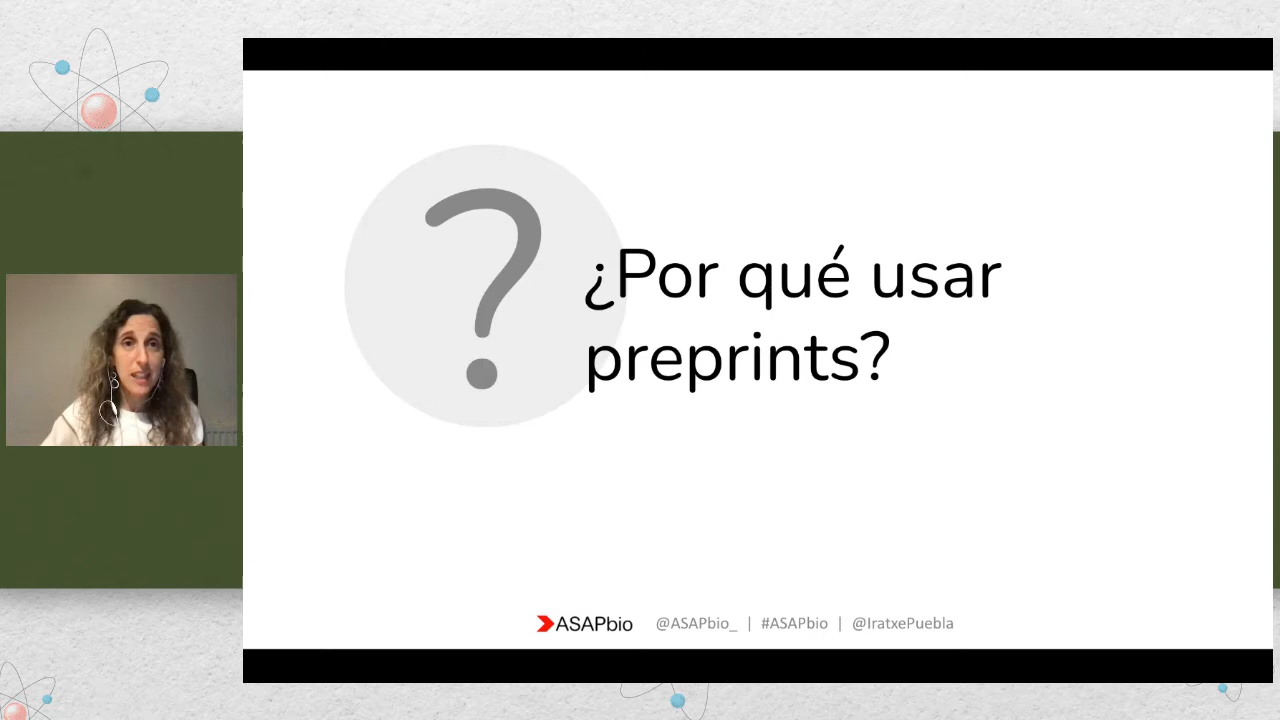 ?
¿Por qué usar
preprints?
ASAPbio @ASAPbio_ | #ASAPbio | @IratxePuebla